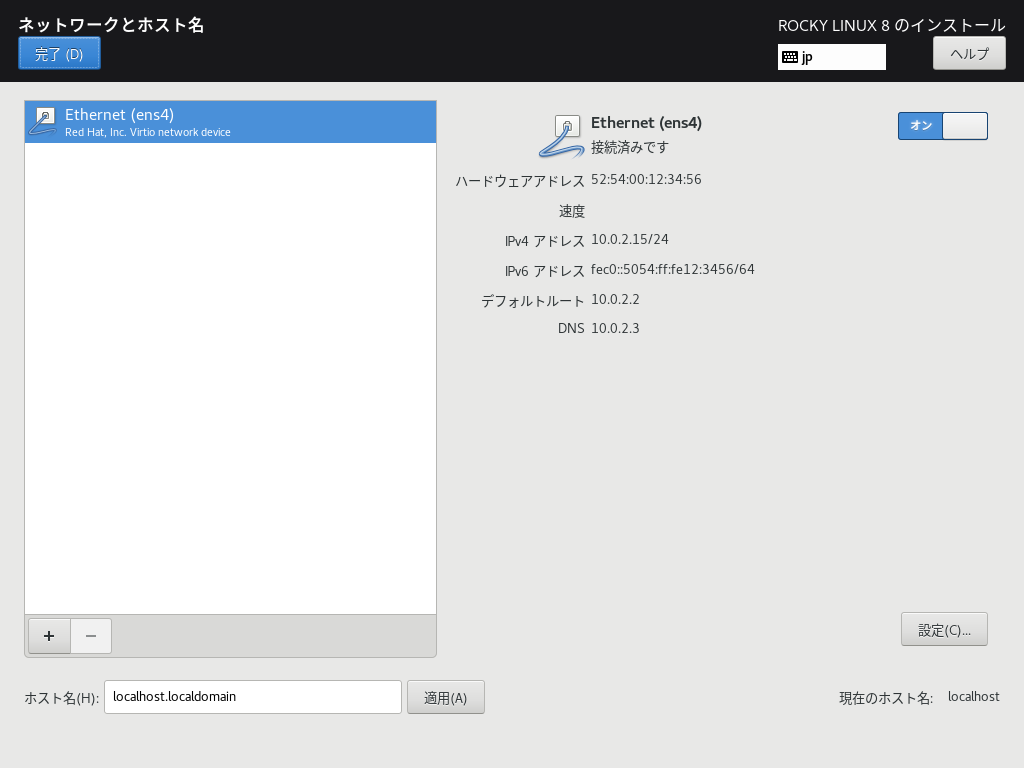 ネットワークとホスト名
ROCKY LINUX 8 のインストール
完了 (D)
jp
ヘルプ
Ethernet (ens4)
Red Hat, Inc. Virtio network device
Ethernet (ens4)
接続済みです
オン
ハードウェアアドレス 52:54:00:12:34:56
速度
IPv4 アドレス 10.0.2.15/24
IPv6 アドレス fec0::5054:ff:fe12:3456/64
デフォルトルート 10.0.2.2
DNS 10.0.2.3
+ −
設定(C)...
ホスト名(H): localhost.localdomain 適用(A) 現在のホスト名: localhost